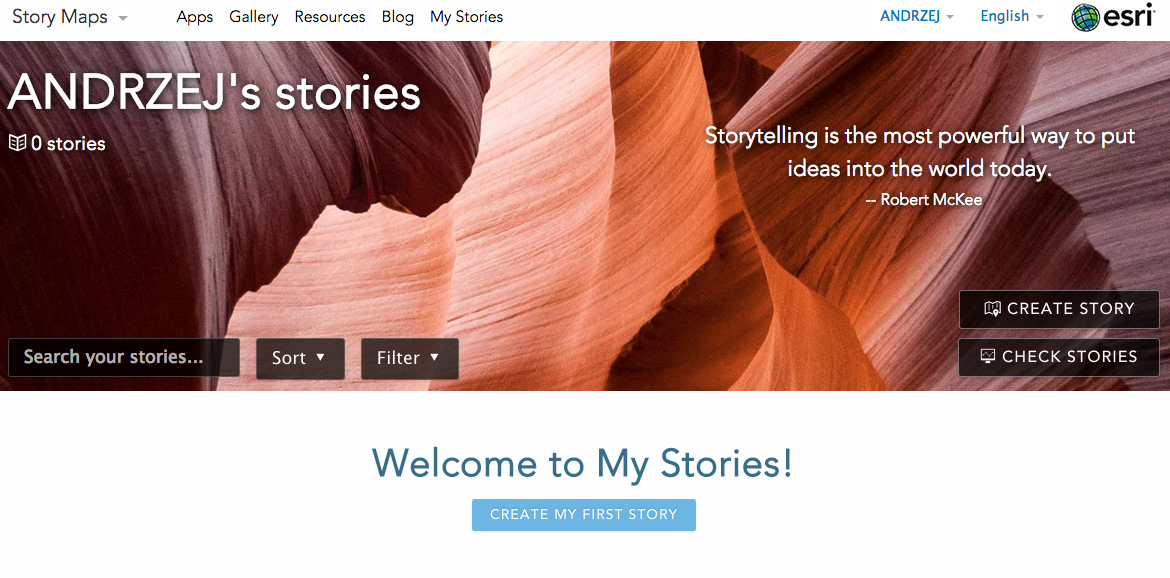 Story Maps
Apps Gallery Resources Blog My Stories
ANDRZEJ English esri
ANDRZEJ's stories
0 stories
Storytelling is the most powerful way to put
ideas into the world today.
-- Robert McKee
CREATE STORY
Search your stories... Sort ▼ Filter ▼
CHECK STORIES
Welcome to My Stories!
CREATE MY FIRST STORY